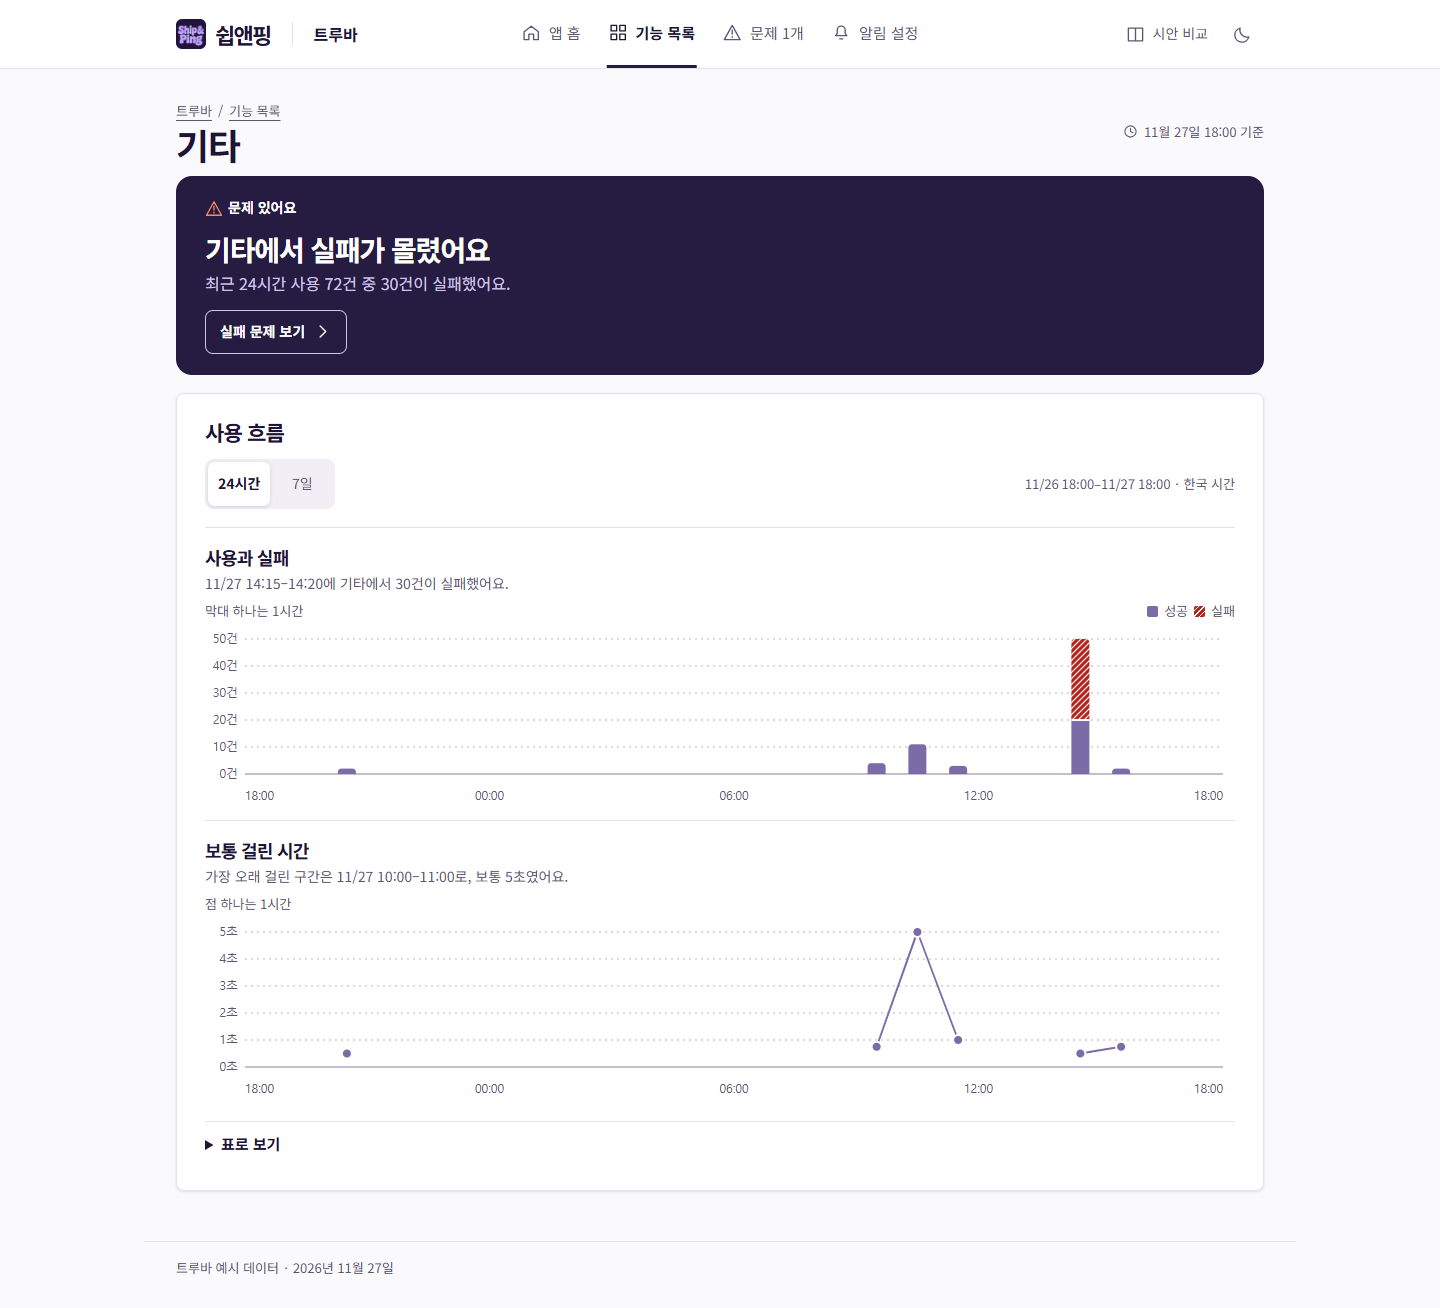 Ship& Ping 쉽앤핑 트루바 앱 홈 기능 목록 문제 1개 알림 설정 시안 비교
트루바 / 기능 목록
기타
11월 27일 18:00 기준
문제 있어요
기타에서 실패가 몰렸어요
최근 24시간 사용 72건 중 30건이 실패했어요.
실패 문제 보기
사용 흐름
24시간 7일
11/26 18:00–11/27 18:00 · 한국 시간
사용과 실패
11/27 14:15–14:20에 기타에서 30건이 실패했어요.
막대 하나는 1시간
성공 실패
50건
40건
30건
20건
10건
0건
18:00 00:00 06:00 12:00 18:00
보통 걸린 시간
가장 오래 걸린 구간은 11/27 10:00–11:00로, 보통 5초였어요.
점 하나는 1시간
5초
4초
3초
2초
1초
0초
18:00 00:00 06:00 12:00 18:00
표로 보기
트루바 예시 데이터 · 2026년 11월 27일